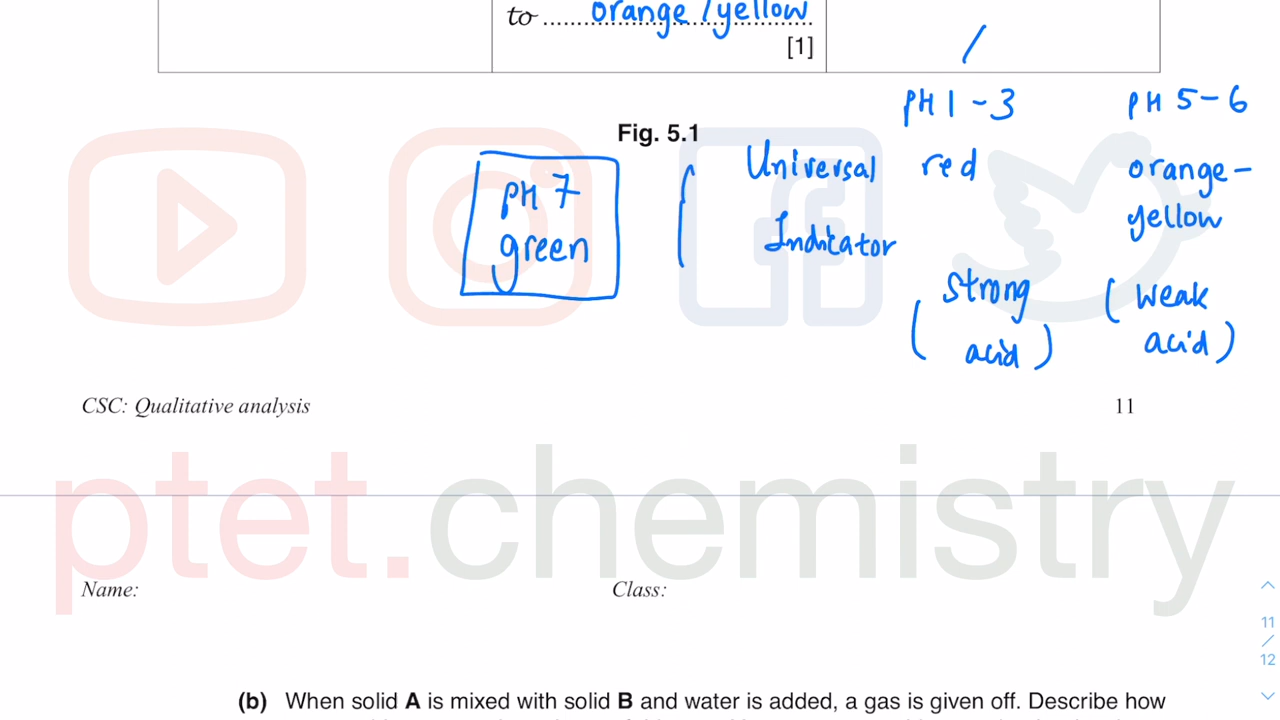 to ........ orange / yellow ........
[1]
/
pH 1 - 3
pH 5 - 6
Fig. 5.1
pH 7
green
Universal
Indicator
red
orange -
yellow
( strong
acid )
( weak
acid )
CSC: Qualitative analysis
11
ptet.chemistry
Name:
Class:
11
/
12
(b) When solid A is mixed with solid B and water is added, a gas is given off. Describe how